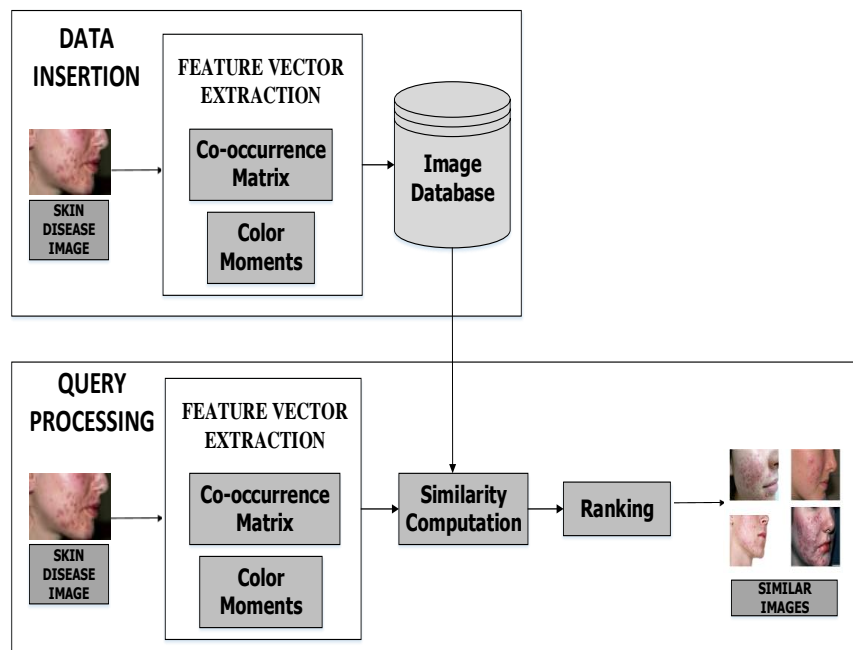 DATA
INSERTION
FEATURE VECTOR
EXTRACTION
Co-occurrence
Matrix
Color
Moments
Image
Database
SKIN
DISEASE
IMAGE
QUERY
PROCESSING
FEATURE VECTOR
EXTRACTION
Co-occurrence
Matrix
Color
Moments
Similarity
Computation
Ranking
SKIN
DISEASE
IMAGE
SIMILAR
IMAGES